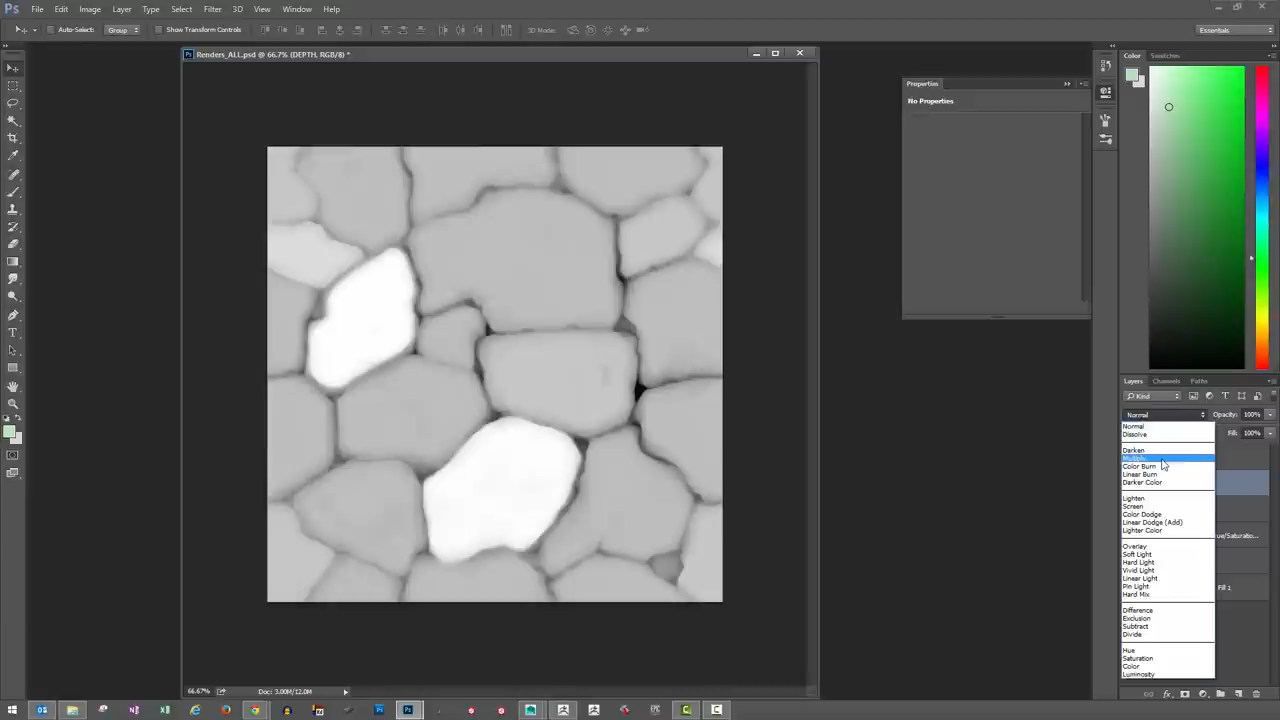 Ps File Edit Image Layer Type Select Filter 3D View Window Help
Auto-Select: Group Show Transform Controls Essentials
Renders_ALL.psd @ 66.7% (DEPTH, RGB/8) *
Color Swatches
Properties
No Properties
Layers Channels Paths
Kind
Normal Opacity: 100%
Fill: 100%
Normal
Dissolve
Darken
Multiply
Color Burn
Linear Burn
Darker Color
Lighten
Screen
Color Dodge
Linear Dodge (Add)
Lighter Color
ue/Saturatio...
Overlay
Soft Light
Hard Light
Vivid Light
Linear Light
Pin Light
Fill 1
Hard Mix
Difference
Exclusion
Subtract
Divide
Hue
Saturation
Color
Luminosity
66.67% Doc: 3.00M/12.0M